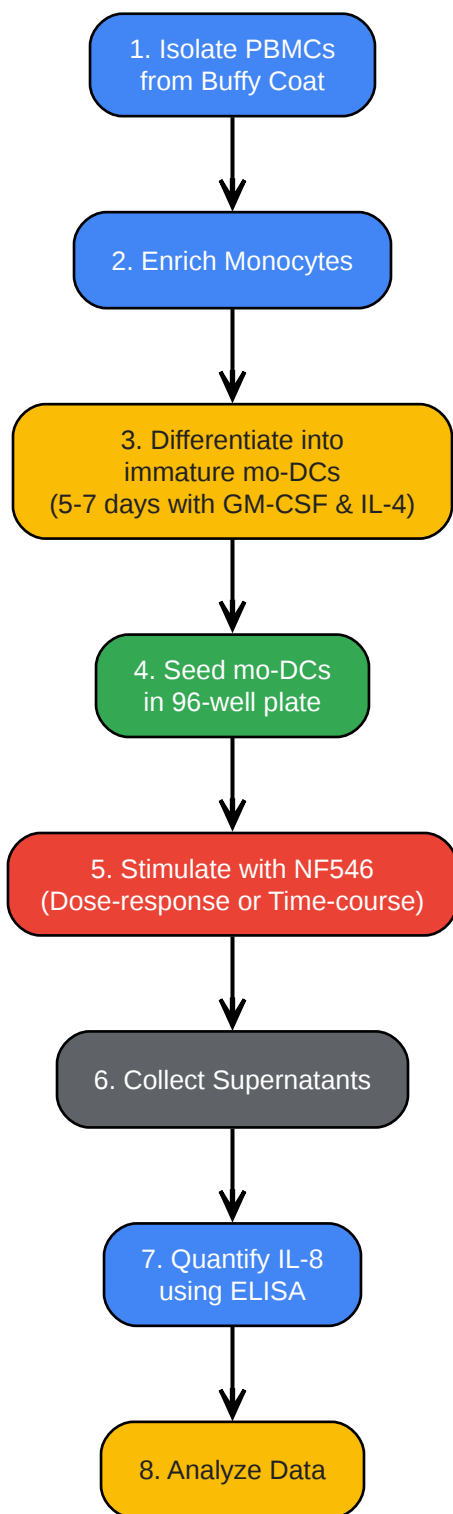 1. Isolate PBMCs
from Buffy Coat
2. Enrich Monocytes
3. Differentiate into
immature mo-DCs
(5-7 days with GM-CSF & IL-4)
4. Seed mo-DCs
in 96-well plate
5. Stimulate with NF546
(Dose-response or Time-course)
6. Collect Supernatants
7. Quantify IL-8
using ELISA
8. Analyze Data